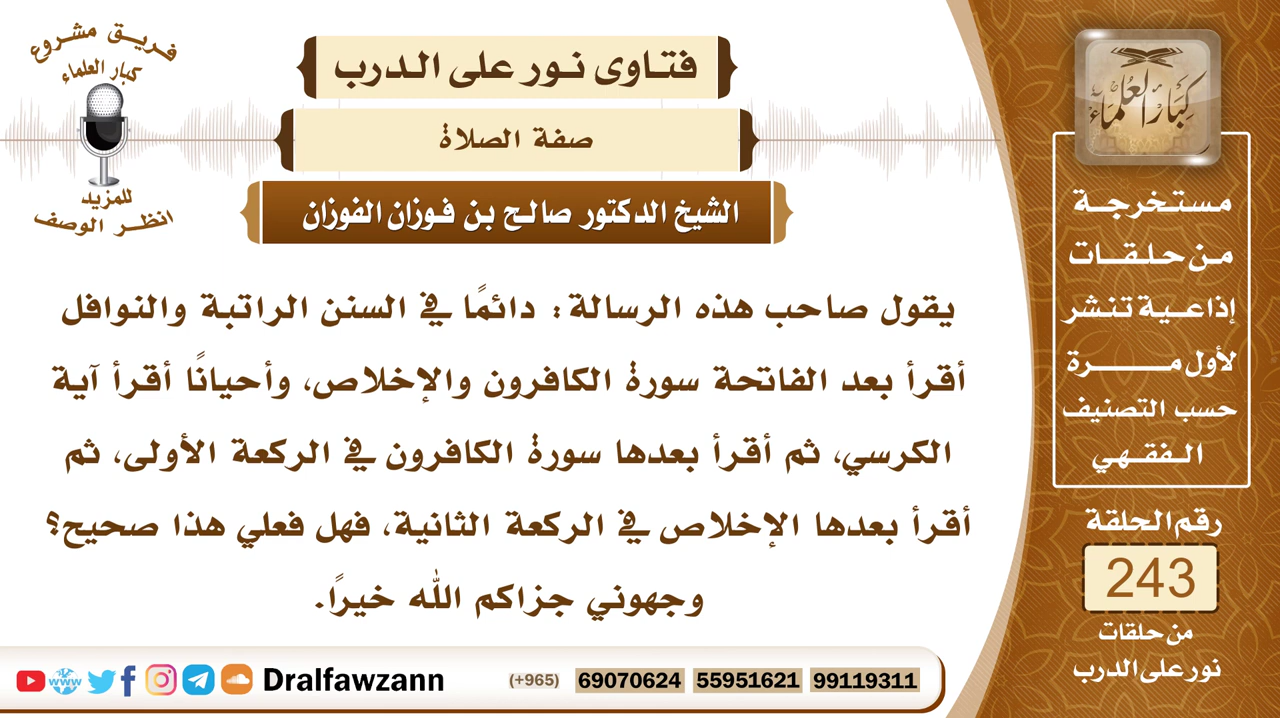 فريق مشروع
كبار العلماء
للمزيد
انظر الوصف
فتاوى نور على الدرب
صفة الصلاة
الشيخ الدكتور صالح بن فوزان الفوزان
يقول صاحب هذه الرسالة: دائمًا في السنن الراتبة والنوافل
أقرأ بعد الفاتحة سورة الكافرون والإخلاص، وأحيانًا أقرأ آية
الكرسي، ثم أقرأ بعدها سورة الكافرون في الركعة الأولى، ثم
أقرأ بعدها الإخلاص في الركعة الثانية، فهل فعلي هذا صحيح؟
وجهوني جزاكم الله خيرًا.
كبار العلماء
مستخرجة
من حلقات
إذاعية تنشر
لأول مرة
حسب التصنيف
الفقهي
رقم الحلقة
243
من حلقات
نور على الدرب
www Dralfawzann (+965) 69070624 55951621 99119311